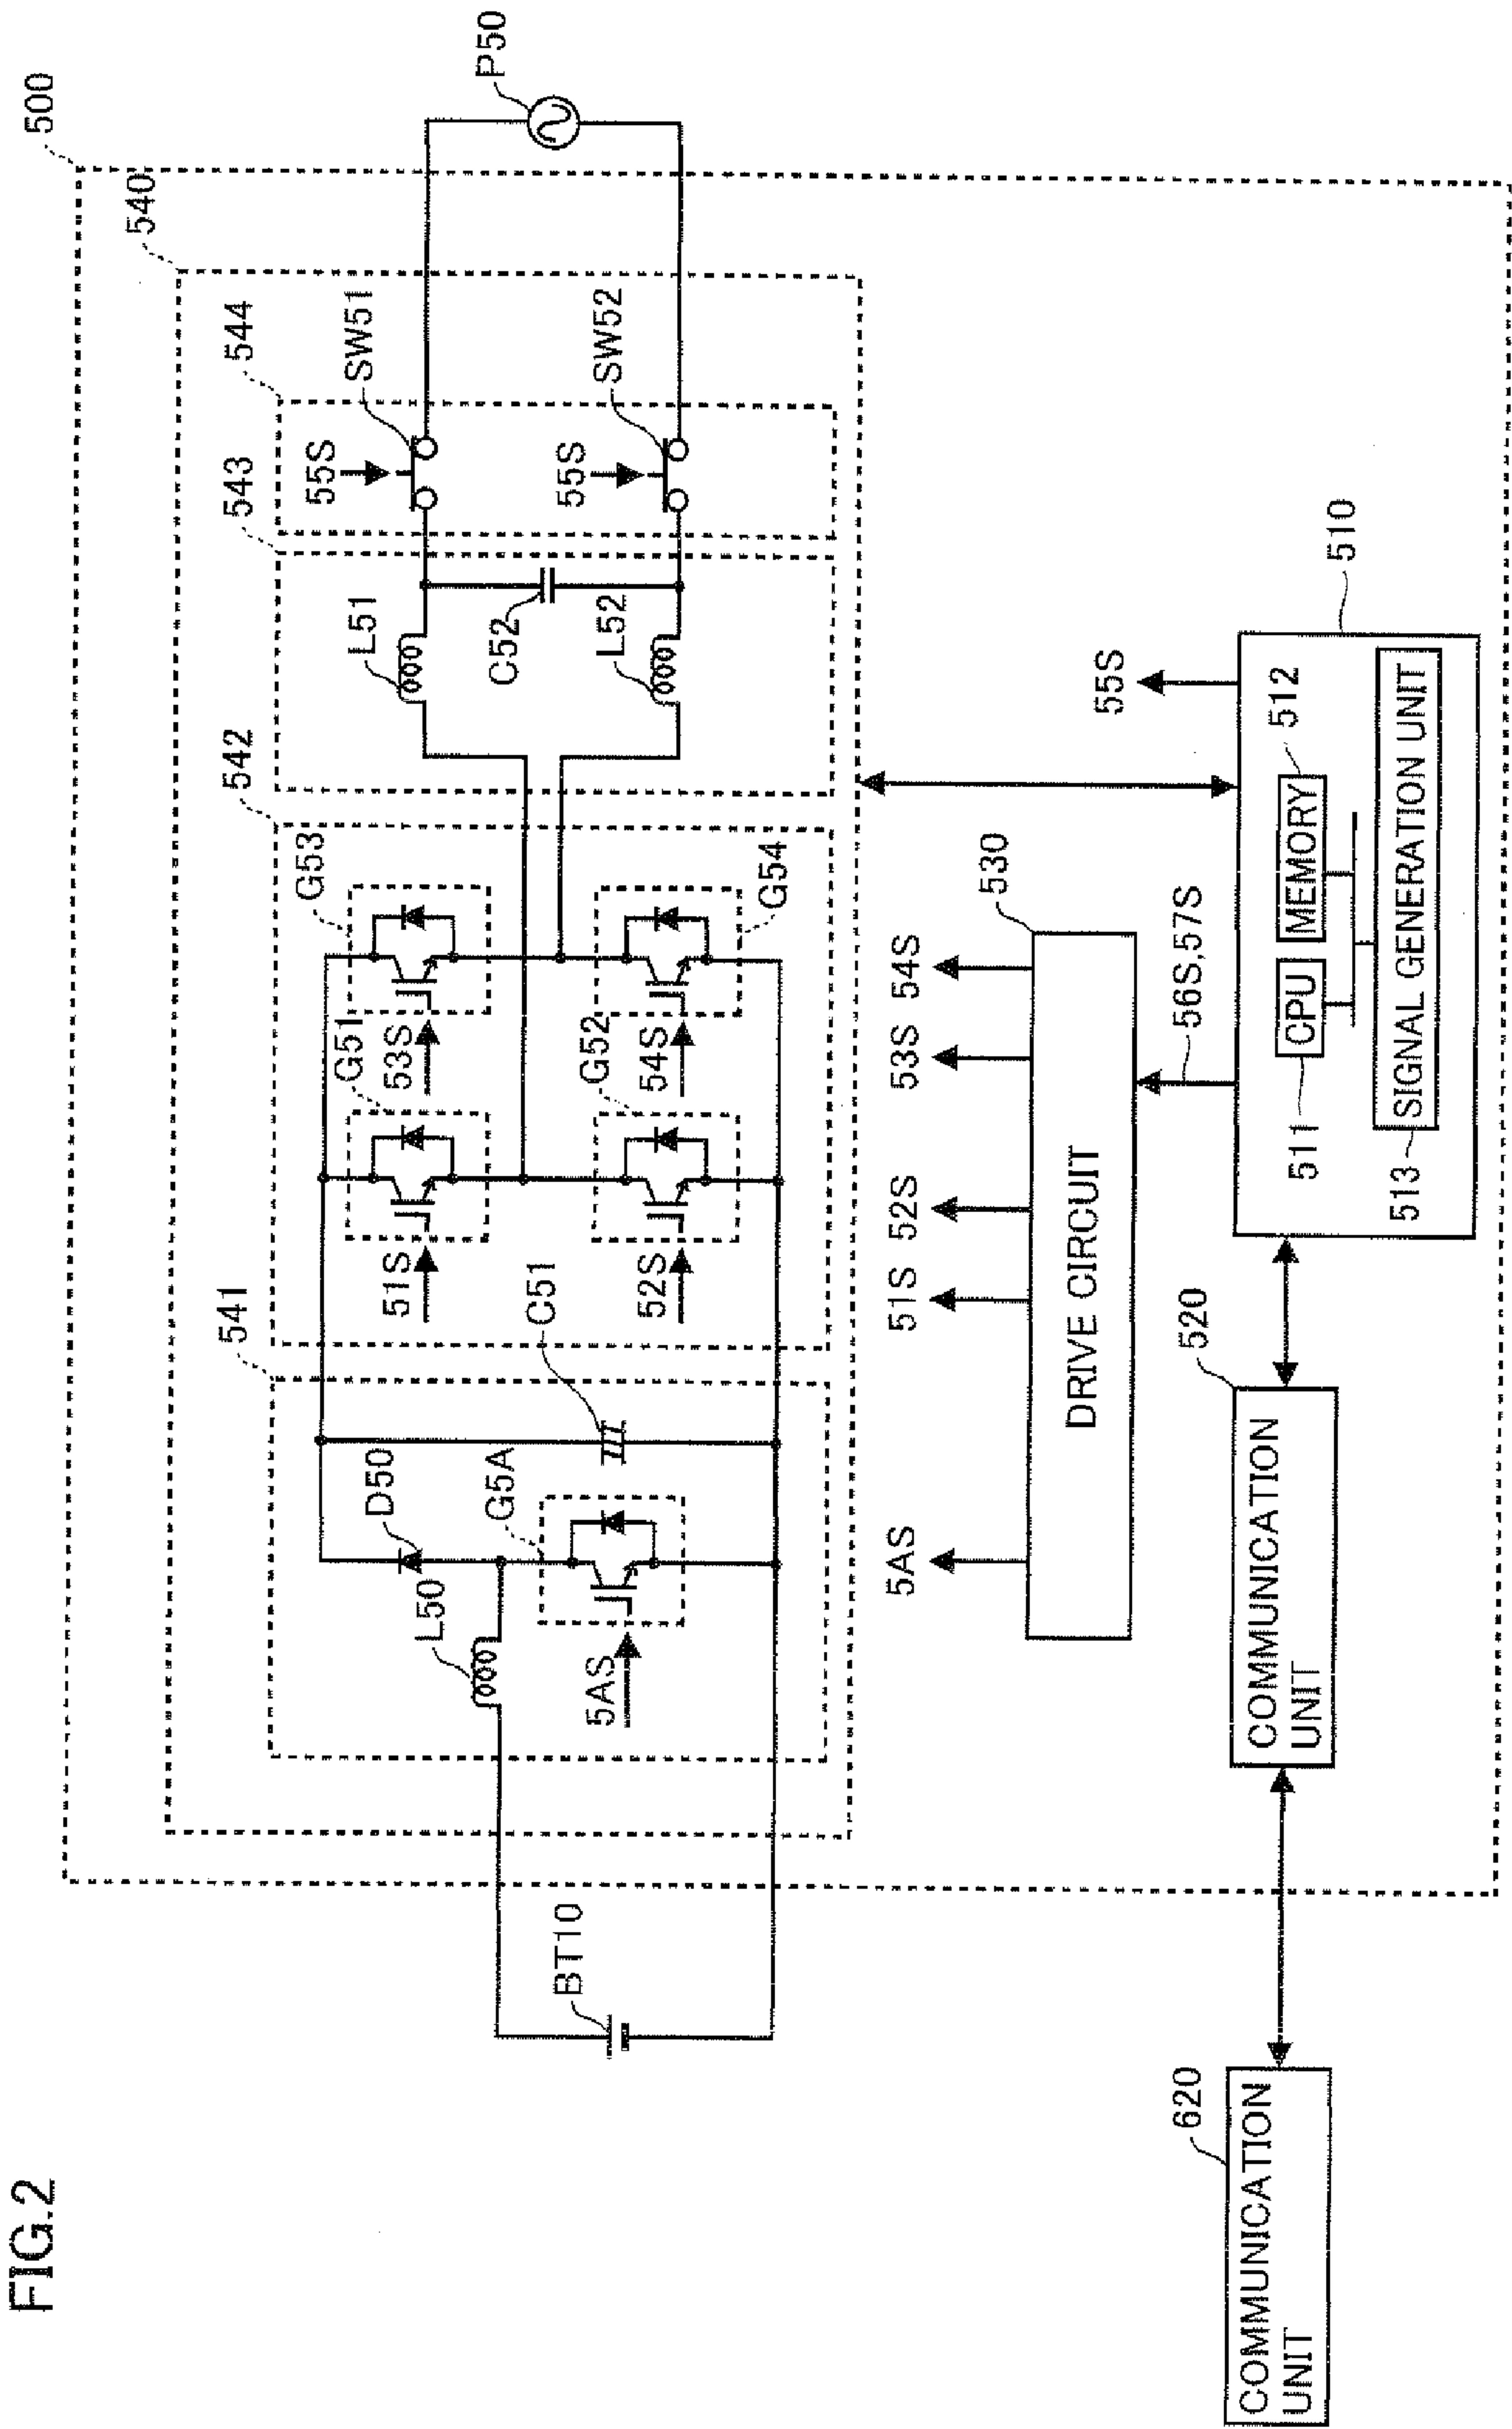 FIG.2
500
540
541
542
543
544
BT10
L50
D50
G5A
5AS
C51
G51
51S
G52
52S
G53
53S
G54
54S
L51
C52
L52
55S
SW51
55S
SW52
P50
5AS
51S
52S
53S
54S
530
DRIVE CIRCUIT
56S,57S
55S
510
511
CPU
MEMORY
512
513
SIGNAL GENERATION UNIT
520
COMMUNICATION
UNIT
620
COMMUNICATION
UNIT